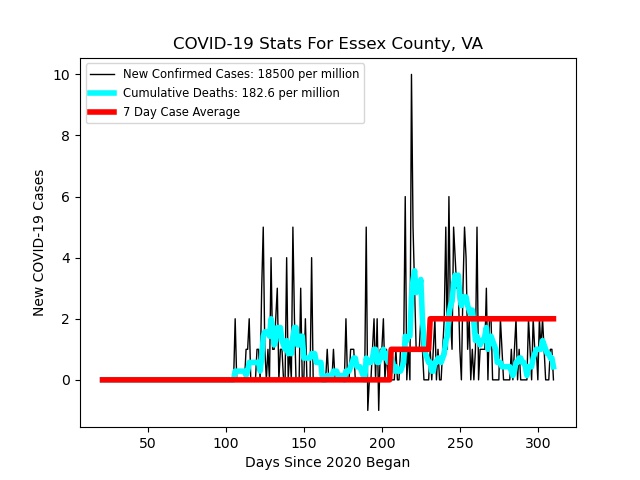 COVID-19 Stats For Essex County, VA
New Confirmed Cases: 18500 per million
Cumulative Deaths: 182.6 per million
7 Day Case Average
New COVID-19 Cases
10
8
6
4
2
0
50 100 150 200 250 300
Days Since 2020 Began